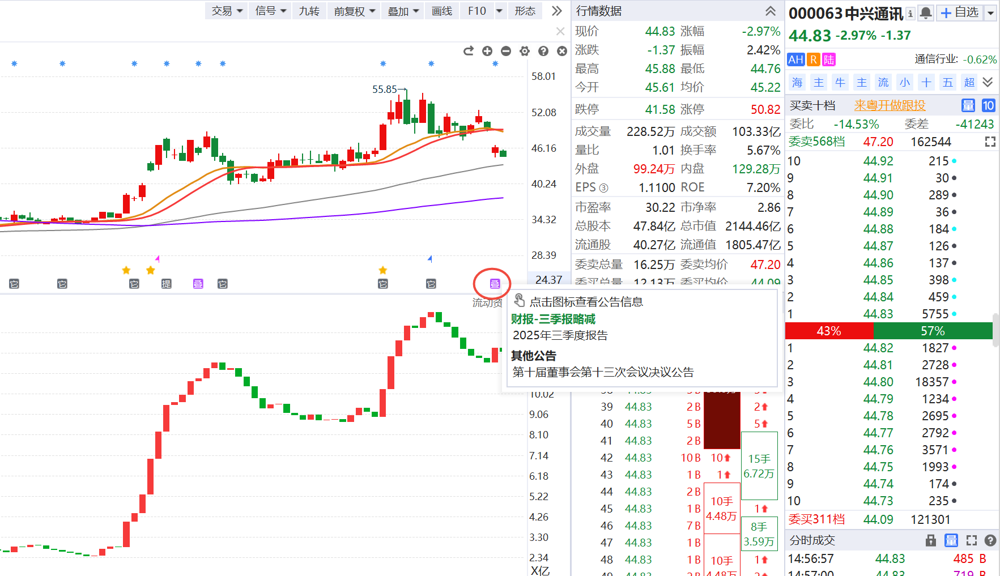 交易 信号 九转 前复权 叠加 画线 F10 形态
55.85
58.01
52.08
46.16
40.24
34.32
28.39
24.37
它 它 它 提 叠 它 它 它 叠
流动资
10.02
9.06
8.10
7.14
6.18
5.22
4.26
3.30
2.34
X亿
行情数据
现价 44.83 涨幅 -2.97%
涨跌 -1.37 振幅 2.42%
最高 45.88 最低 44.76
今开 45.61 均价 45.22
跌停 41.58 涨停 50.82
成交量 228.52万 成交额 103.33亿
量比 1.01 换手率 5.67%
外盘 99.24万 内盘 129.28万
EPS③ 1.1100 ROE 7.20%
市盈率 30.22 市净率 2.86
总股本 47.84亿 总市值 2144.46亿
流通股 40.27亿 流通值 1805.47亿
委卖总量 16.25万 委卖均价 47.20
委买总量 12.13万 委买均价 44.09
点击图标查看公告信息
财报-三季报略减
2025年三季度报告
其他公告
第十届董事会第十三次会议决议公告
39 44.83 2B 2
40 44.83 5B 5
41 44.83 2B
42 44.83 10B 10
43 44.83 1B 1
44 44.83 2B
45 44.83 1B 1
46 44.83 7B
47 44.83 1B
48 44.83 1B 1
15手
6.72万
10手
4.48万
8手
3.59万
10手
4.48万
000063中兴通讯 i 自选
44.83 -2.97% -1.37
AH R 陆 通信行业: -0.62%
海 主 牛 主 流 小 十 五 超
买卖十档 来粤开做跟投 量 10
委比 -14.53% 委差 -41243
委卖568档 47.20 162544
10 44.92 215
9 44.91 30
8 44.90 289
7 44.89 36
6 44.88 184
5 44.87 126
4 44.86 137
3 44.85 398
2 44.84 459
1 44.83 5755
43% 57%
1 44.82 1827
2 44.81 2728
3 44.80 18357
4 44.79 1234
5 44.78 2695
6 44.77 2792
7 44.76 3571
8 44.75 1993
9 44.74 174
10 44.73 235
委买311档 44.09 121301
分时成交 量
14:56:57 44.83 485 B
14:57:00 44.83 719 B